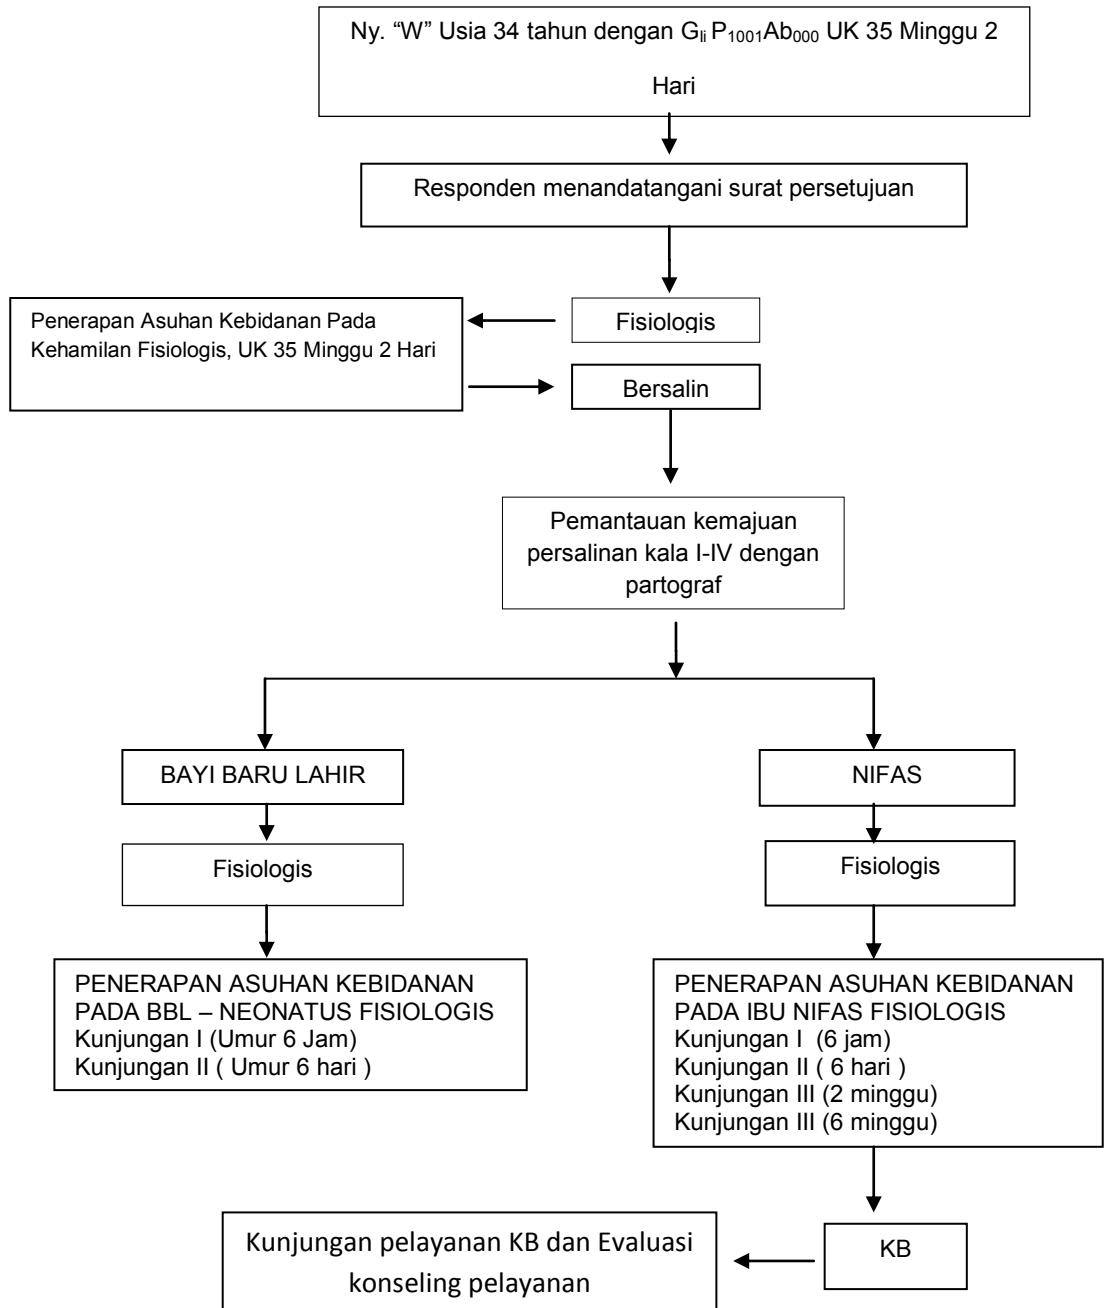 Ny. “W” Usia 34 tahun dengan Gıi P1001Ab000 UK 35 Minggu 2
Hari
Responden menandatangani surat persetujuan
Fisiologis
Penerapan Asuhan Kebidanan Pada
Kehamilan Fisiologis, UK 35 Minggu 2 Hari
Bersalin
Pemantauan kemajuan
persalinan kala I-IV dengan
partograf
BAYI BARU LAHIR
NIFAS
Fisiologis
Fisiologis
PENERAPAN ASUHAN KEBIDANAN
PADA BBL – NEONATUS FISIOLOGIS
Kunjungan I (Umur 6 Jam)
Kunjungan II ( Umur 6 hari )
PENERAPAN ASUHAN KEBIDANAN
PADA IBU NIFAS FISIOLOGIS
Kunjungan I (6 jam)
Kunjungan II ( 6 hari )
Kunjungan III (2 minggu)
Kunjungan III (6 minggu)
KB
Kunjungan pelayanan KB dan Evaluasi
konseling pelayanan